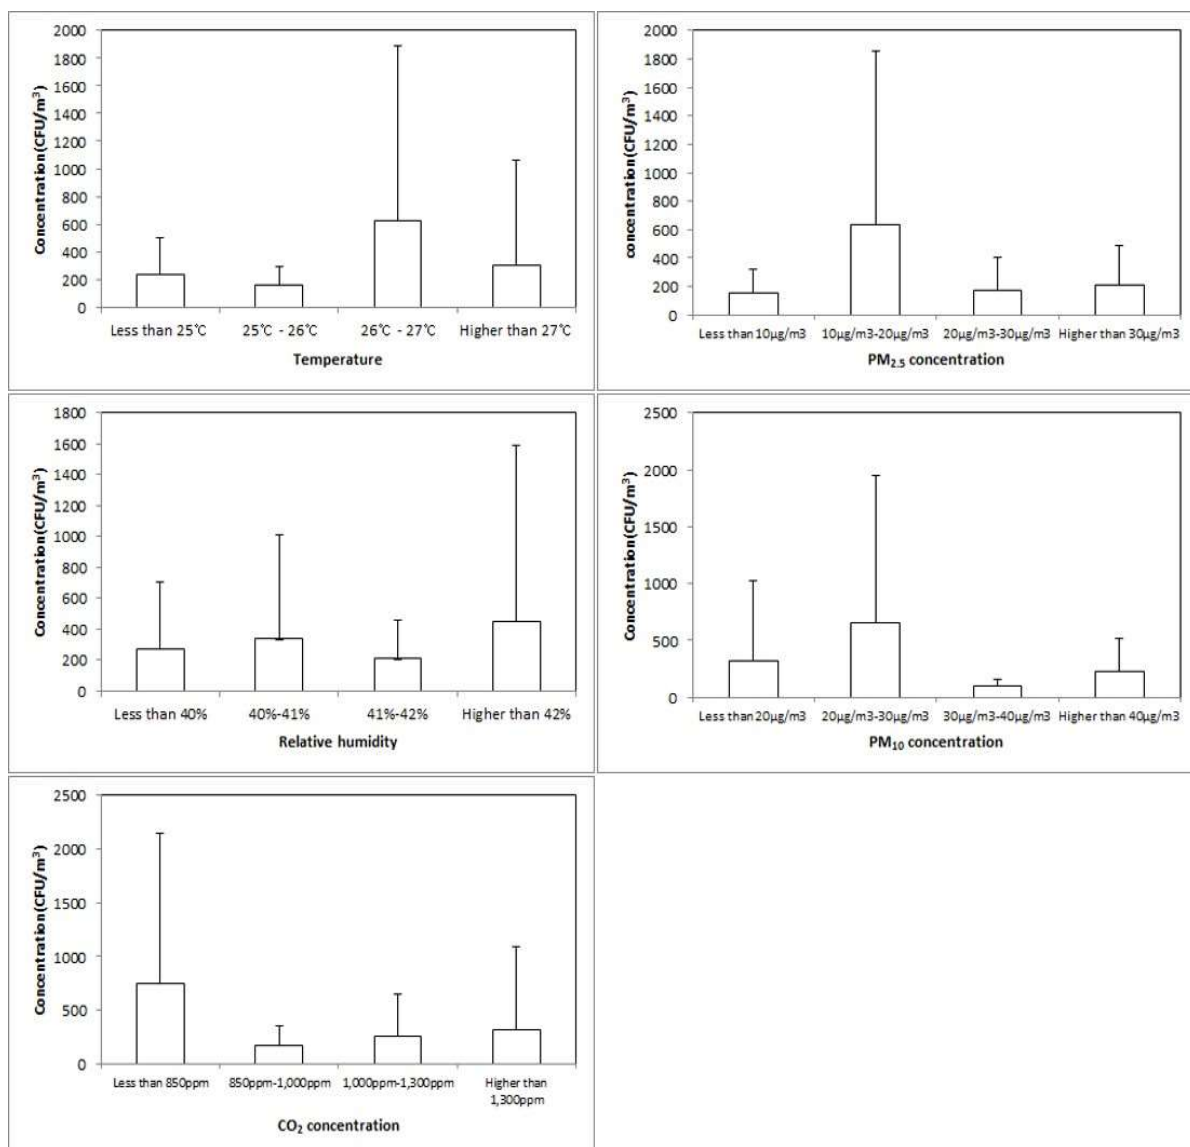 Concentration(CFU/m³)
2000
1800
1600
1400
1200
1000
800
600
400
200
0
Less than 25℃ 25℃ - 26℃ 26℃ - 27℃ Higher than 27℃
Temperature
concentration(CFU/m³)
2000
1800
1600
1400
1200
1000
800
600
400
200
0
Less than 10μg/m3 10μg/m3-20μg/m3 20μg/m3-30μg/m3 Higher than 30μg/m3
PM₂.₅ concentration
Concentration(CFU/m³)
1800
1600
1400
1200
1000
800
600
400
200
0
Less than 40% 40%-41% 41%-42% Higher than 42%
Relative humidity
Concentration(CFU/m³)
2500
2000
1500
1000
500
0
Less than 20μg/m3 20μg/m3-30μg/m3 30μg/m3-40μg/m3 Higher than 40μg/m3
PM₁₀ concentration
Concentration(CFU/m³)
2500
2000
1500
1000
500
0
Less than 850ppm 850ppm-1,000ppm 1,000ppm-1,300ppm Higher than
1,300ppm
CO₂ concentration